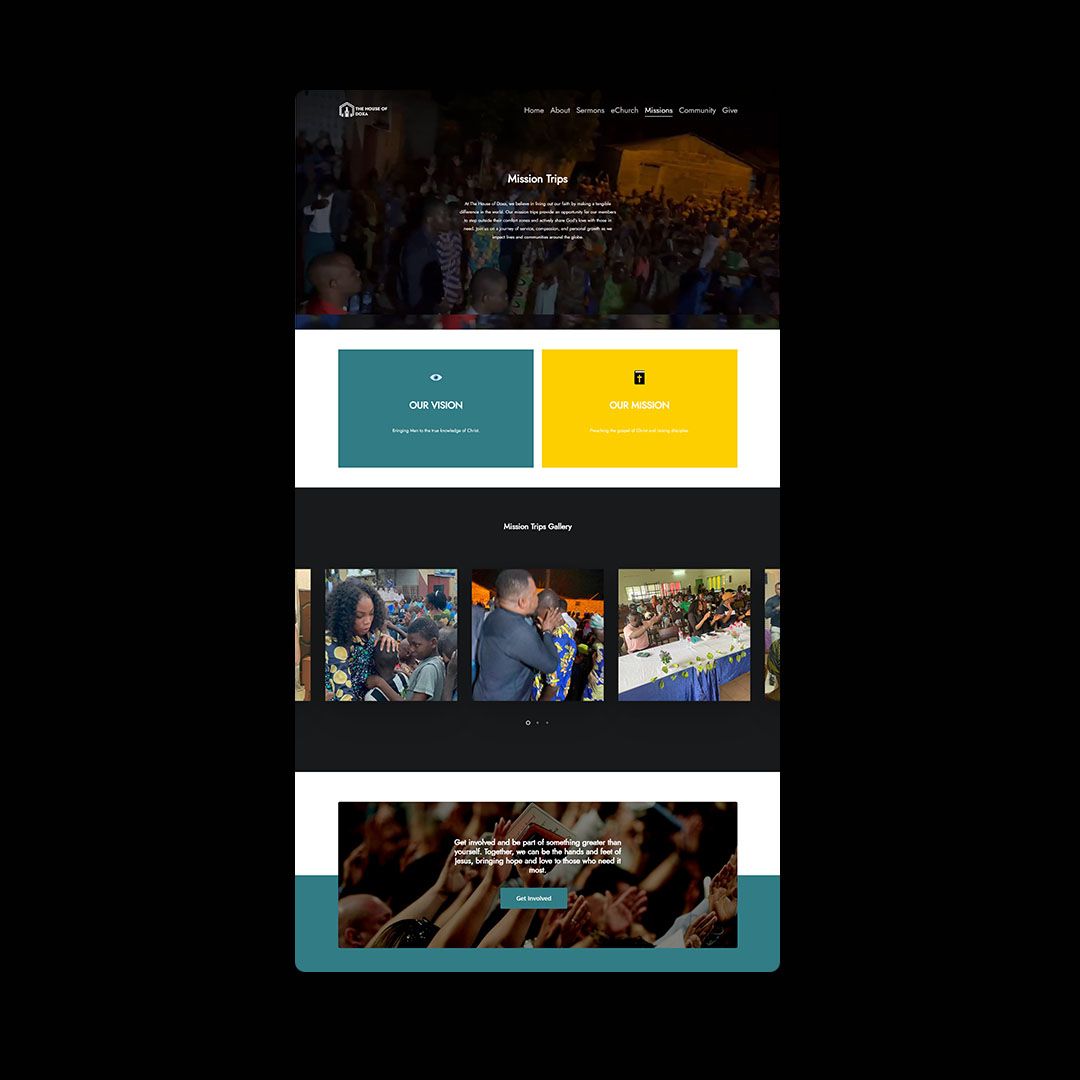 THE HOUSE OF
DOXA
Home About Sermons eChurch Missions Community Give
Mission Trips
At The House of Doxa, we believe in living out our faith by making a tangible
difference in the world. Our mission trips provide an opportunity for our members
to step outside their comfort zones and actively share God's love with those in
need. Join us on a journey of service, compassion, and personal growth as we
impact lives and communities around the globe.
OUR VISION
Bringing Men to the true knowledge of Christ.
OUR MISSION
Preaching the gospel of Christ and raising disciples
Mission Trips Gallery
Get involved and be part of something greater than
yourself. Together, we can be the hands and feet of
Jesus, bringing hope and love to those who need it
most.
Get Involved